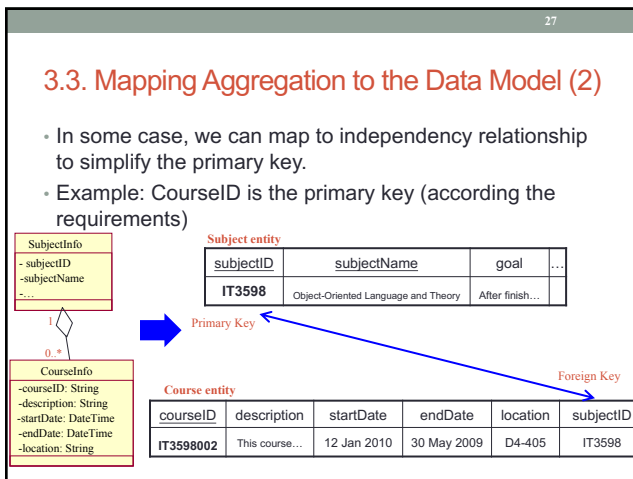 27
3.3. Mapping Aggregation to the Data Model (2)
• In some case, we can map to independency relationship
to simplify the primary key.
• Example: CourseID is the primary key (according the
requirements)
SubjectInfo
- subjectID
-subjectName
-...
1
0..*
CourseInfo
-courseID: String
-description: String
-startDate: DateTime
-endDate: DateTime
-location: String
Subject entity
subjectID subjectName goal ...
IT3598 Object-Oriented Language and Theory After finish...
Primary Key
Foreign Key
Course entity
courseID description startDate endDate location subjectID
IT3598002 This course... 12 Jan 2010 30 May 2009 D4-405 IT3598